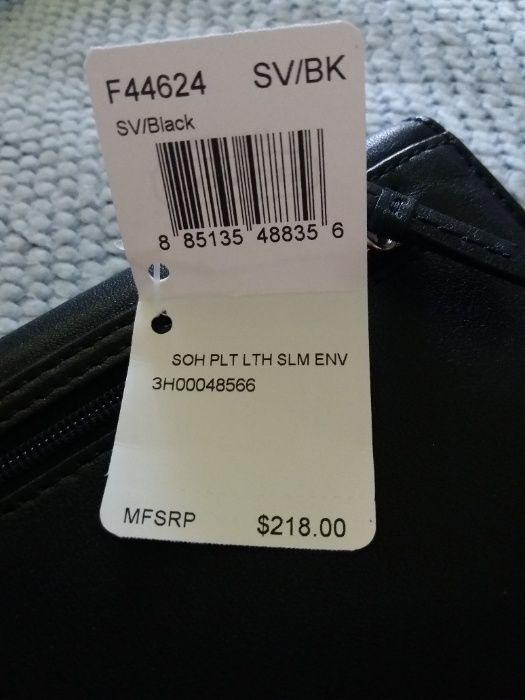 F44624 SV/BK
SV/Black
8 85135 48835 6
SOH PLT LTH SLM ENV
3H00048566
MFSRP $218.00